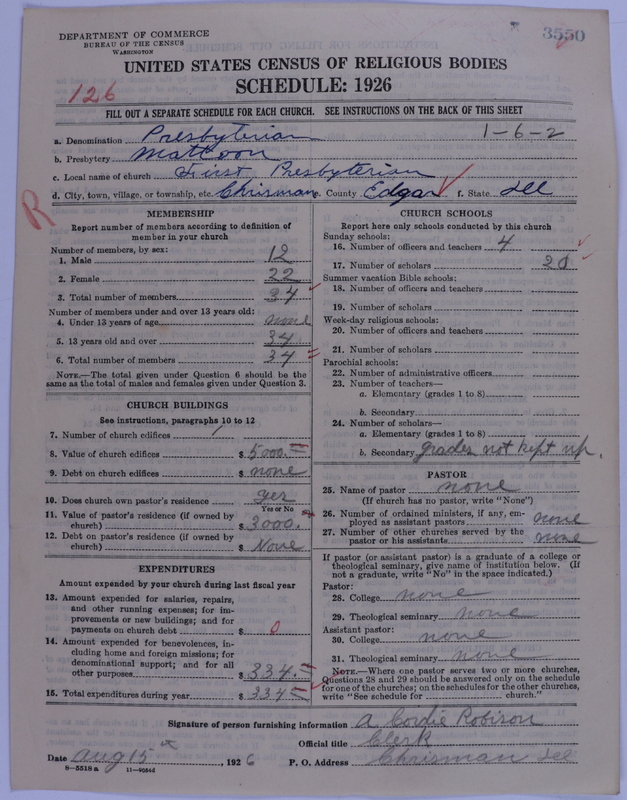 DEPARTMENT OF COMMERCE
BUREAU OF THE CENSUS
WASHINGTON
3550
UNITED STATES CENSUS OF RELIGIOUS BODIES
SCHEDULE: 1926
126
FILL OUT A SEPARATE SCHEDULE FOR EACH CHURCH. SEE INSTRUCTIONS ON THE BACK OF THIS SHEET
1-6-2
a. Denomination Presbyterian
b. Presbytery Mattoon
c. Local name of church First Presbyterian
d. City, town, village, or township, etc. Chrisman e. County Edgar f. State Ill
R
MEMBERSHIP
Report number of members according to definition of
member in your church
Number of members, by sex:
1. Male 12
2. Female 22
3. Total number of members 34
Number of members under and over 13 years old:
4. Under 13 years of age none
5. 13 years old and over 34
6. Total number of members 34
NOTE.—The total given under Question 6 should be the
same as the total of males and females given under Question 3.
CHURCH BUILDINGS
See instructions, paragraphs 10 to 12
7. Number of church edifices 1
8. Value of church edifices $ 5000.
9. Debt on church edifices $ none
10. Does church own pastor's residence yes
Yes or No
11. Value of pastor's residence (if owned by
church) $ 3000.
12. Debt on pastor's residence (if owned by
church) $ None
EXPENDITURES
Amount expended by your church during last fiscal year
13. Amount expended for salaries, repairs,
and other running expenses; for im-
provements or new buildings; and for
payments on church debt $ 0
14. Amount expended for benevolences, in-
cluding home and foreign missions; for
denominational support; and for all
other purposes $ 334.
15. Total expenditures during year $ 334
CHURCH SCHOOLS
Report here only schools conducted by this church
Sunday schools:
16. Number of officers and teachers 4
17. Number of scholars 20
Summer vacation Bible schools:
18. Number of officers and teachers
19. Number of scholars
Week-day religious schools:
20. Number of officers and teachers
21. Number of scholars
Parochial schools:
22. Number of administrative officers
23. Number of teachers—
a. Elementary (grades 1 to 8)
b. Secondary
24. Number of scholars—
a. Elementary (grades 1 to 8)
b. Secondary grades not kept up.
PASTOR
25. Name of pastor none
(If church has no pastor, write "None")
26. Number of ordained ministers, if any, em-
ployed as assistant pastors none
27. Number of other churches served by the
pastor or his assistants none
If pastor (or assistant pastor) is a graduate of a college or
theological seminary, give name of institution below. (If
not a graduate, write "No" in the space indicated.)
Pastor:
28. College none
29. Theological seminary none
Assistant pastor:
30. College none
31. Theological seminary none
NOTE.—Where one pastor serves two or more churches,
Questions 28 and 29 should be answered only on the schedule
for one of the churches; on the schedules for the other churches,
write "See schedule for church."
Signature of person furnishing information A Cordie Robison
Official title Clerk
Date Aug 15, 1926 P. O. Address Chrisman Ill
8-5518 a